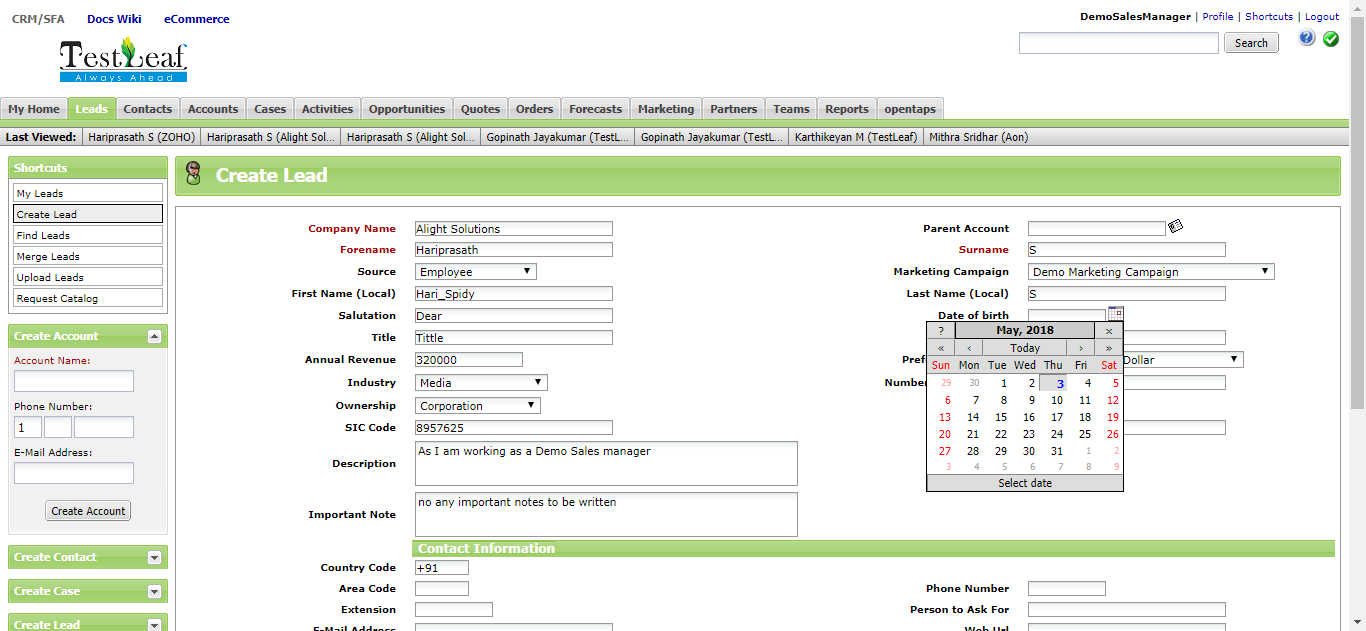 CRM/SFA Docs Wiki eCommerce
DemoSalesManager | Profile | Shortcuts | Logout
TestLeaf
Always Ahead
Search
?
My Home Leads Contacts Accounts Cases Activities Opportunities Quotes Orders Forecasts Marketing Partners Teams Reports opentaps
Last Viewed: Hariprasath S (ZOHO) Hariprasath S (Alight Sol... Hariprasath S (Alight Sol... Gopinath Jayakumar (TestL... Gopinath Jayakumar (TestL... Karthikeyan M (TestLeaf) Mithra Sridhar (Aon)
Shortcuts
My Leads
Create Lead
Find Leads
Merge Leads
Upload Leads
Request Catalog
Create Account
Account Name:
Phone Number:
1
E-Mail Address:
Create Account
Create Contact
Create Case
Create Lead
Create Lead
Company Name Alight Solutions Parent Account
Forename Hariprasath Surname S
Source Employee Marketing Campaign Demo Marketing Campaign
First Name (Local) Hari_Spidy Last Name (Local) S
Salutation Dear Date of birth
Title Tittle
Annual Revenue 320000 Pref Dollar
Industry Media Number
Ownership Corporation
SIC Code 8957625
Description As I am working as a Demo Sales manager
Important Note no any important notes to be written
? May, 2018 ×
« ‹ Today › »
Sun Mon Tue Wed Thu Fri Sat
29 30 1 2 3 4 5
6 7 8 9 10 11 12
13 14 15 16 17 18 19
20 21 22 23 24 25 26
27 28 29 30 31 1 2
3 4 5 6 7 8 9
Select date
Contact Information
Country Code +91
Area Code Phone Number
Extension Person to Ask For
E-Mail Address Web Url